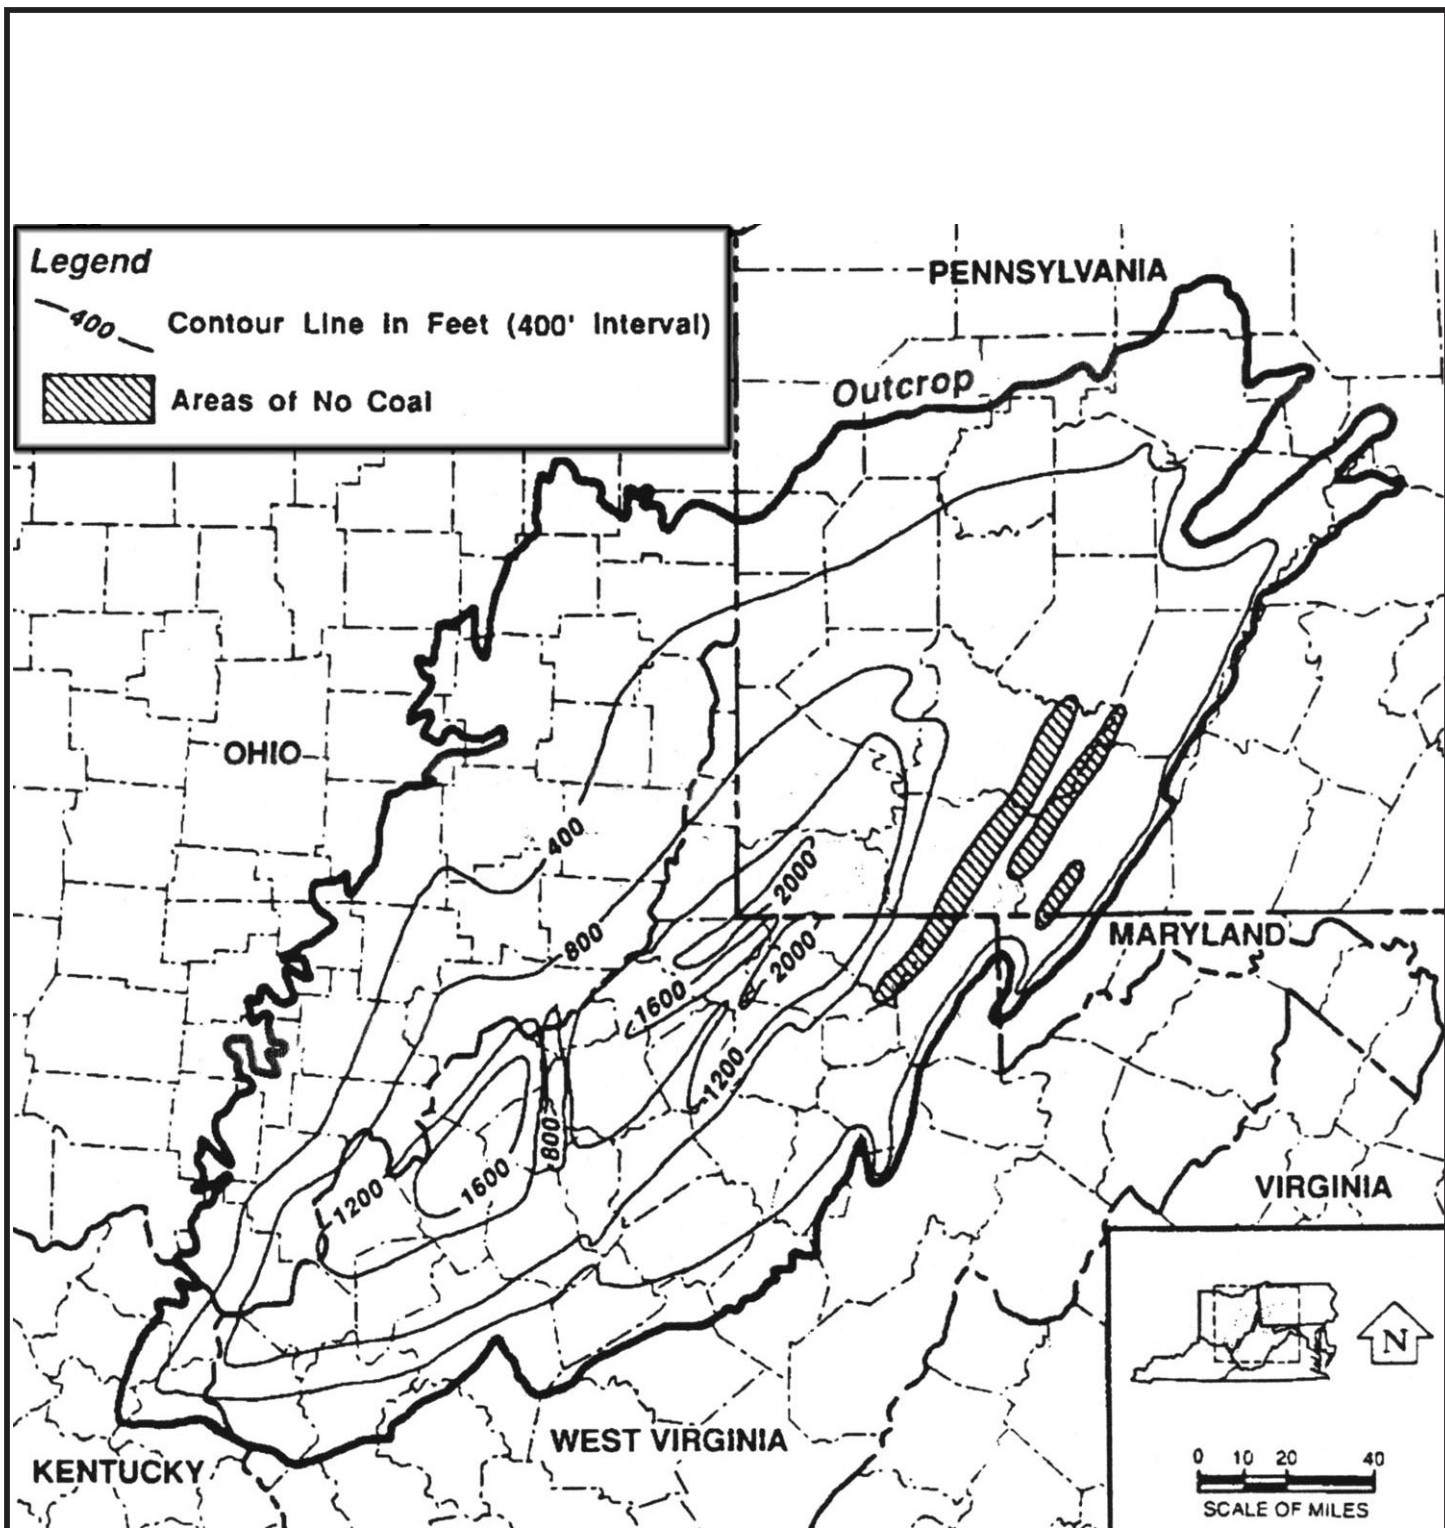 Legend
400
Contour Line in Feet (400' Interval)
Areas of No Coal
PENNSYLVANIA
Outcrop
OHIO
400
800
2000
2000
1600
1200
800
1600
1200
MARYLAND
VIRGINIA
WEST VIRGINIA
KENTUCKY
N
0 10 20 40
SCALE OF MILES